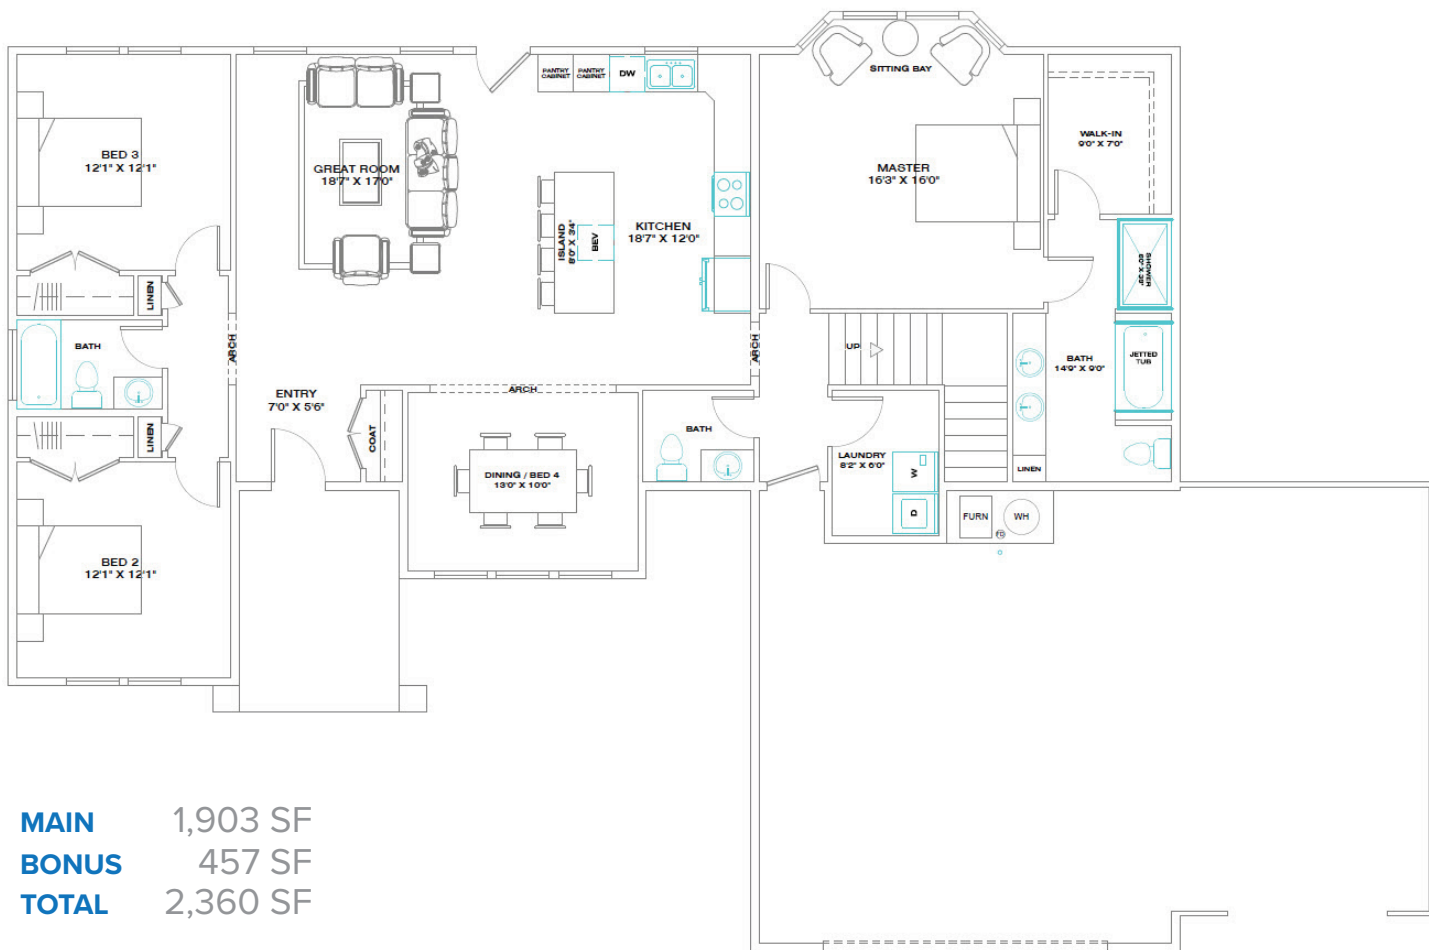 SITTING BAY
PANTRY CABINET
PANTRY CABINET
DW
BED 3
12'1" X 12'1"
GREAT ROOM
18'7" X 17'0"
WALK-IN
9'0" X 7'0"
MASTER
16'3" X 16'0"
KITCHEN
18'7" X 12'0"
ISLAND
8'0" X 3'4"
BEV
SHOWER
LINEN
BATH
ARCH
ARCH
UP
BATH
14'9" X 9'0"
JETTED
TUB
ENTRY
7'0" X 5'6"
ARCH
COAT
LINEN
BATH
LAUNDRY
8'2" X 6'0"
W
D
LINEN
DINING / BED 4
13'0" X 10'0"
FURN
WH
FD
BED 2
12'1" X 12'1"
MAIN 1,903 SF
BONUS 457 SF
TOTAL 2,360 SF